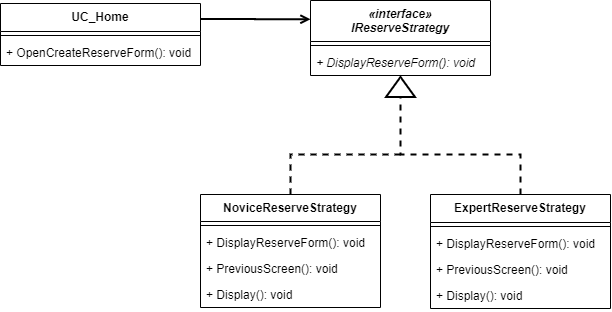 UC_Home
+ OpenCreateReserveForm(): void
«interface»
IReserveStrategy
+ DisplayReserveForm(): void
NoviceReserveStrategy
+ DisplayReserveForm(): void
+ PreviousScreen(): void
+ Display(): void
ExpertReserveStrategy
+ DisplayReserveForm(): void
+ PreviousScreen(): void
+ Display(): void